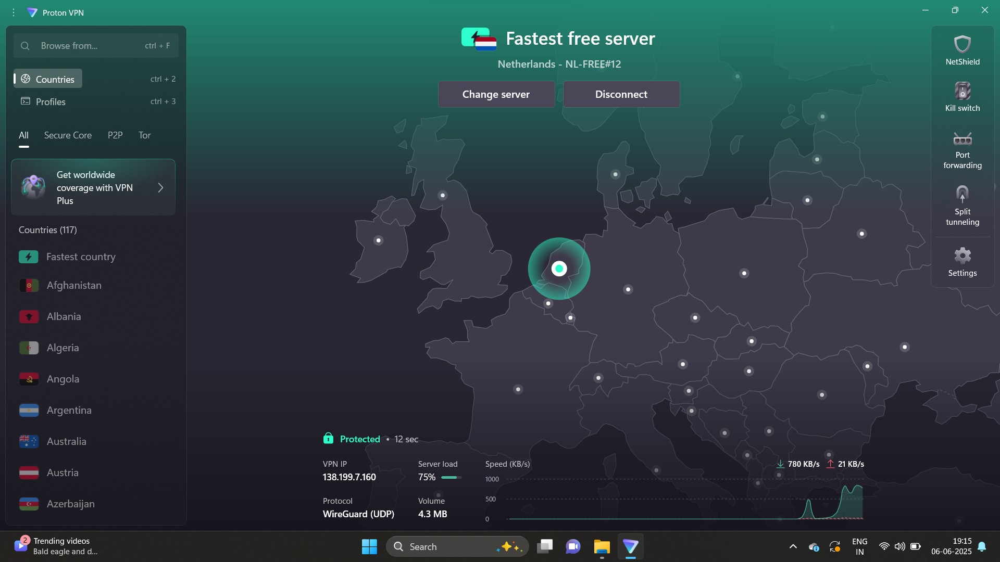 Proton VPN
Browse from...
ctrl + F
Countries
ctrl + 2
Profiles
ctrl + 3
All
Secure Core
P2P
Tor
Get worldwide
coverage with VPN
Plus
Countries (117)
Fastest country
Afghanistan
Albania
Algeria
Angola
Argentina
Australia
Austria
Azerbaijan
Fastest free server
Netherlands - NL-FREE#12
Change server
Disconnect
Protected • 12 sec
VPN IP
138.199.7.160
Server load
75%
Protocol
WireGuard (UDP)
Volume
4.3 MB
Speed (KB/s)
780 KB/s
21 KB/s
1000
500
0
NetShield
Kill switch
Port
forwarding
Split
tunneling
Settings
2
Trending videos
Bald eagle and d...
Search
ENG
IN
19:15
06-06-2025